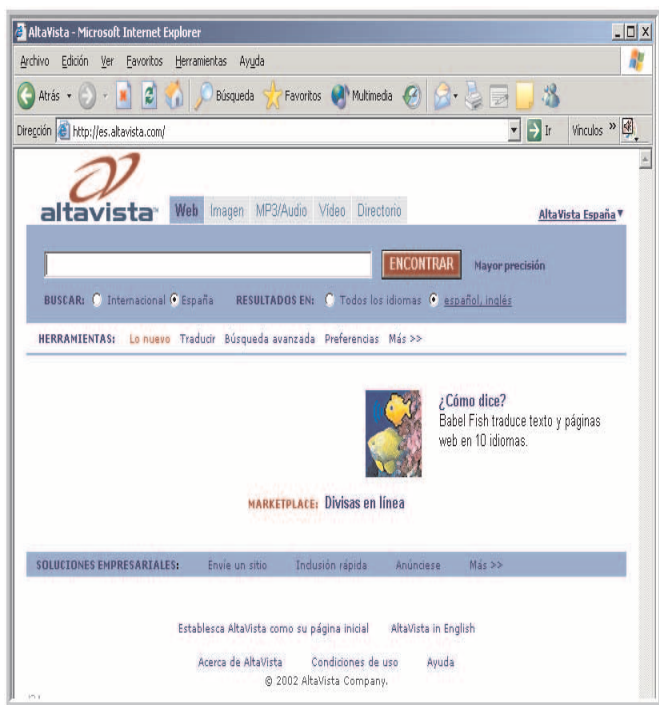 AltaVista - Microsoft Internet Explorer
Archivo Edición Ver Favoritos Herramientas Ayuda
Atrás Búsqueda Favoritos Multimedia
Dirección http://es.altavista.com/ Ir Vínculos »
altavista™ Web Imagen MP3/Audio Vídeo Directorio AltaVista España
ENCONTRAR Mayor precisión
BUSCAR: Internacional España RESULTADOS EN: Todos los idiomas español, inglés
HERRAMIENTAS: Lo nuevo Traducir Búsqueda avanzada Preferencias Más >>
¿Cómo dice?
Babel Fish traduce texto y páginas
web en 10 idiomas.
MARKETPLACE: Divisas en línea
SOLUCIONES EMPRESARIALES: Envíe un sitio Inclusión rápida Anúnciese Más >>
Establesca AltaVista como su página inicial AltaVista in English
Acerca de AltaVista Condiciones de uso Ayuda
© 2002 AltaVista Company.